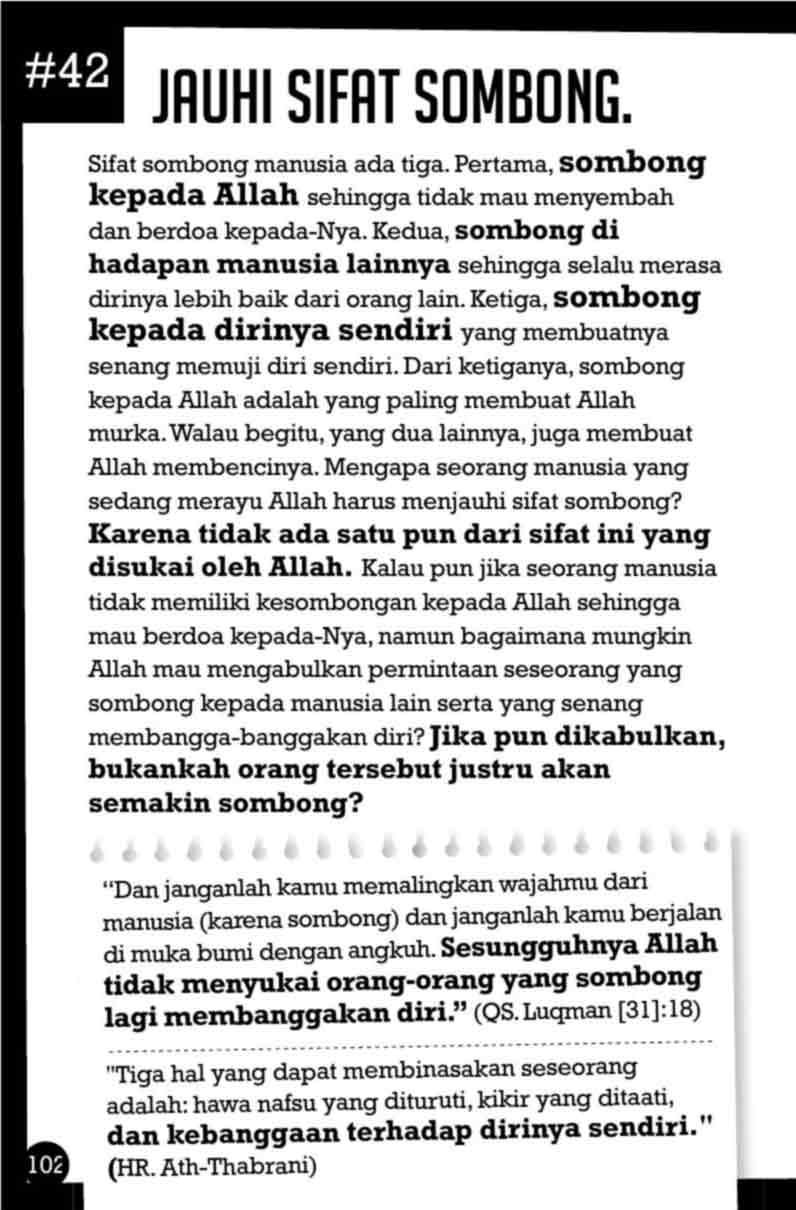 #42
JAUHI SIFAT SOMBONG.
Sifat sombong manusia ada tiga. Pertama, sombong
kepada Allah sehingga tidak mau menyembah
dan berdoa kepada-Nya. Kedua, sombong di
hadapan manusia lainnya sehingga selalu merasa
dirinya lebih baik dari orang lain. Ketiga, sombong
kepada dirinya sendiri yang membuatnya
senang memuji diri sendiri. Dari ketiganya, sombong
kepada Allah adalah yang paling membuat Allah
murka. Walau begitu, yang dua lainnya, juga membuat
Allah membencinya. Mengapa seorang manusia yang
sedang merayu Allah harus menjauhi sifat sombong?
Karena tidak ada satu pun dari sifat ini yang
disukai oleh Allah. Kalau pun jika seorang manusia
tidak memiliki kesombongan kepada Allah sehingga
mau berdoa kepada-Nya, namun bagaimana mungkin
Allah mau mengabulkan permintaan seseorang yang
sombong kepada manusia lain serta yang senang
membangga-banggakan diri? Jika pun dikabulkan,
bukankah orang tersebut justru akan
semakin sombong?
“Dan janganlah kamu memalingkan wajahmu dari
manusia (karena sombong) dan janganlah kamu berjalan
di muka bumi dengan angkuh. Sesungguhnya Allah
tidak menyukai orang-orang yang sombong
lagi membanggakan diri.” (QS. Luqman [31]:18)
"Tiga hal yang dapat membinasakan seseorang
adalah: hawa nafsu yang dituruti, kikir yang ditaati,
dan kebanggaan terhadap dirinya sendiri."
(HR. Ath-Thabrani)
102